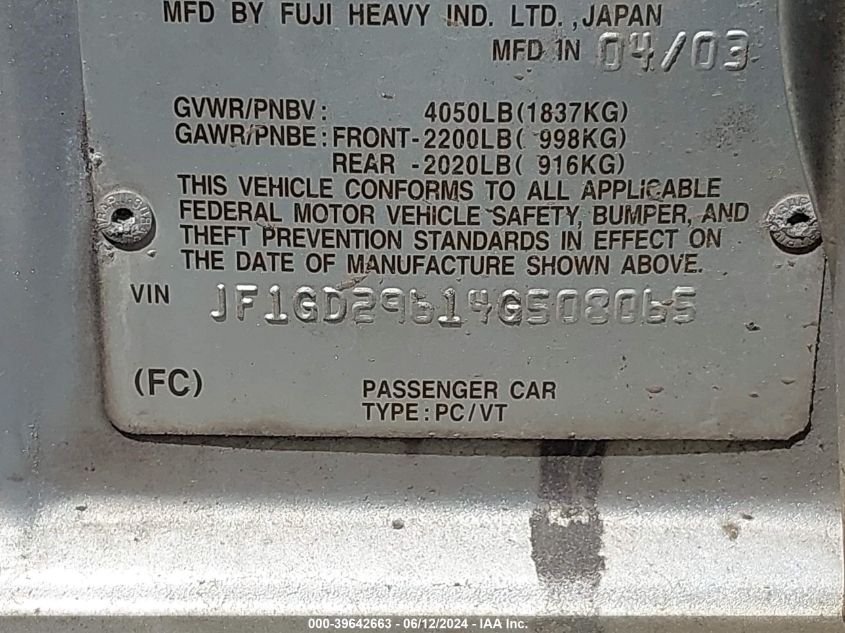 MFD BY FUJI HEAVY IND. LTD., JAPAN
MFD IN 04/03
GVWR/PNBV: 4050LB(1837KG)
GAWR/PNBE: FRONT-2200LB( 998KG)
REAR -2020LB( 916KG)
THIS VEHICLE CONFORMS TO ALL APPLICABLE
FEDERAL MOTOR VEHICLE SAFETY, BUMPER, AND
THEFT PREVENTION STANDARDS IN EFFECT ON
THE DATE OF MANUFACTURE SHOWN ABOVE.
VIN JF1GD29614G508065
(FC) PASSENGER CAR
TYPE: PC/VT
000-39642663 - 06/12/2024 - IAA Inc.